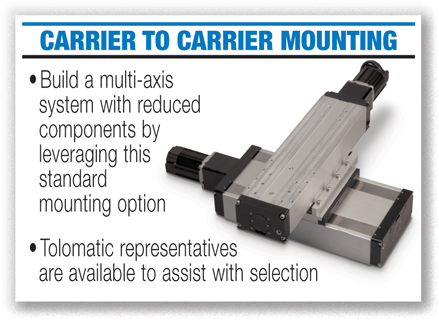 CARRIER TO CARRIER MOUNTING
• Build a multi-axis
system with reduced
components by
leveraging this
standard
mounting option
• Tolomatic representatives
are available to assist with selection